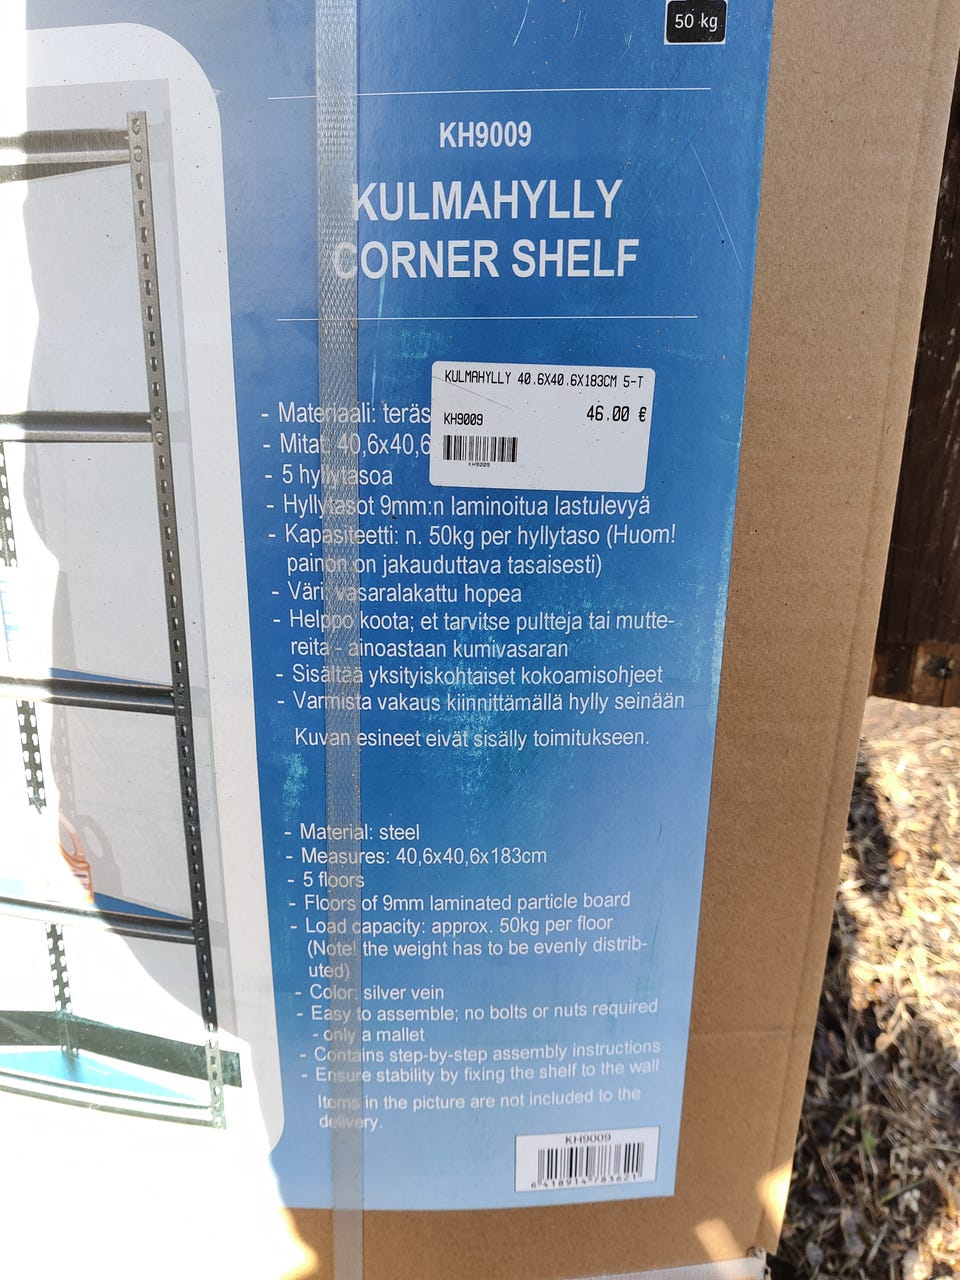 50 kg
KH9009
KULMAHYLLY
CORNER SHELF
KULMAHYLLY 40.6X40.6X183CM 5-T
KH9009 46.00 €
KH9009
- Materiaali: teräs
- Mitat: 40,6x40,6
- 5 hyllytasoa
- Hyllytasot 9mm:n laminoitua lastulevyä
- Kapasiteetti: n. 50kg per hyllytaso (Huom!
painon on jakauduttava tasaisesti)
- Väri: vasaralakattu hopea
- Helppo koota; et tarvitse pultteja tai mutte-
reita - ainoastaan kumivasaran
- Sisältää yksityiskohtaiset kokoamisohjeet
- Varmista vakaus kiinnittämällä hylly seinään
Kuvan esineet eivät sisälly toimitukseen.
- Material: steel
- Measures: 40,6x40,6x183cm
- 5 floors
- Floors of 9mm laminated particle board
- Load capacity: approx. 50kg per floor
(Note! the weight has to be evenly distrib-
uted)
- Color: silver vein
- Easy to assemble; no bolts or nuts required
- only a mallet
- Contains step-by-step assembly instructions
- Ensure stability by fixing the shelf to the wall
Items in the picture are not included to the
delivery.
KH9009
6 418914 783621